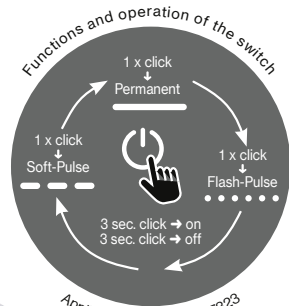 Functions and operation of the switch
1 x click
↓
Permanent
1 x click
↓
Soft-Pulse
1 x click
↓
Flash-Pulse
3 sec. click ➔ on
3 sec. click ➔ off